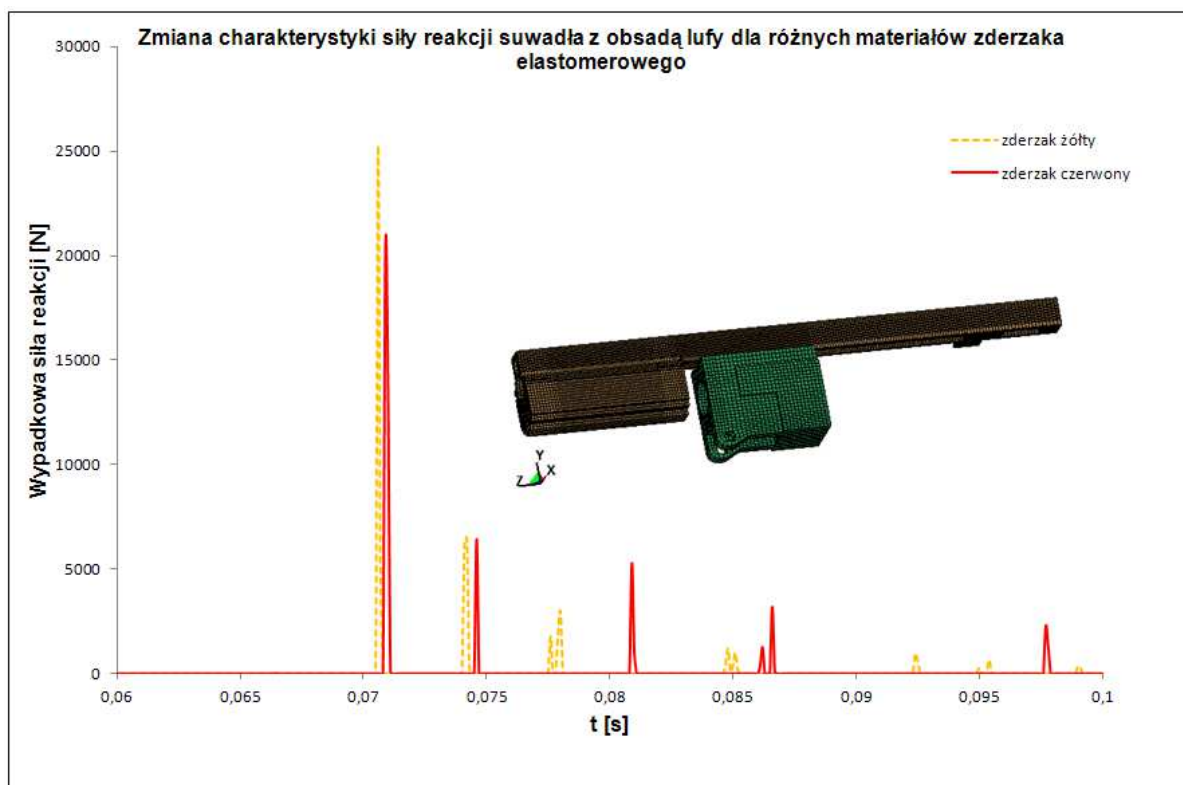 Zmiana charakterystyki siły reakcji suwadła z obsadą lufy dla różnych materiałów zderzaka
elastomerowego
30000
25000
20000
15000
10000
5000
0
Wypadkowa siła reakcji [N]
zderzak żółty
zderzak czerwony
Y
X
Z
0,06
0,065
0,07
0,075
0,08
0,085
0,09
0,095
0,1
t [s]